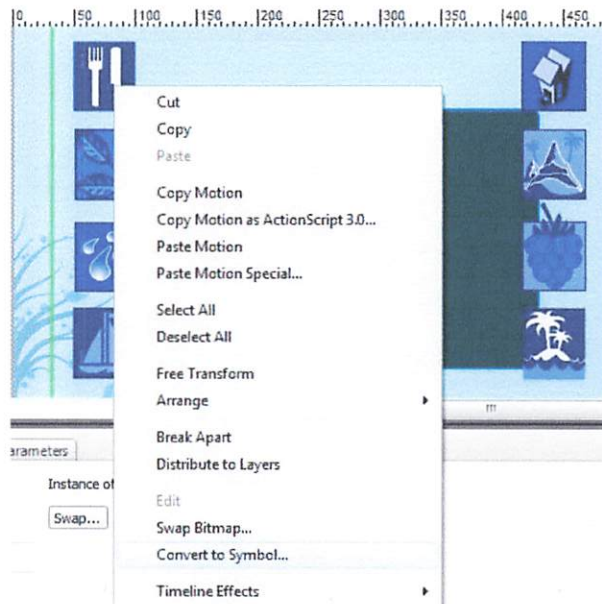 0 50 100 150 200 250 300 350 400 450
Cut
Copy
Paste
Copy Motion
Copy Motion as ActionScript 3.0...
Paste Motion
Paste Motion Special...
Select All
Deselect All
Free Transform
Arrange
Break Apart
Distribute to Layers
arameters
Instance of
Edit
Swap...
Swap Bitmap...
Convert to Symbol...
Timeline Effects